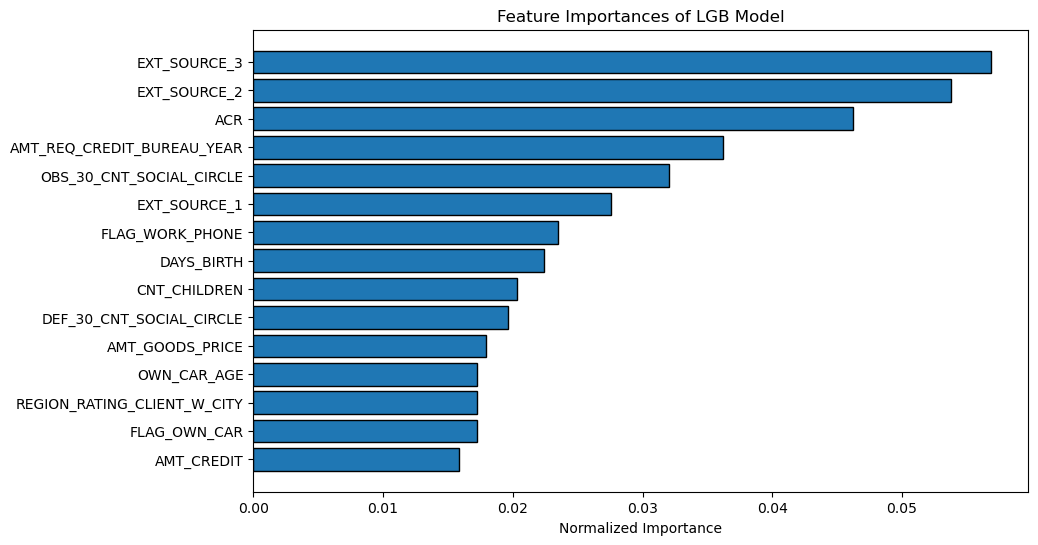 Feature Importances of LGB Model
EXT_SOURCE_3
EXT_SOURCE_2
ACR
AMT_REQ_CREDIT_BUREAU_YEAR
OBS_30_CNT_SOCIAL_CIRCLE
EXT_SOURCE_1
FLAG_WORK_PHONE
DAYS_BIRTH
CNT_CHILDREN
DEF_30_CNT_SOCIAL_CIRCLE
AMT_GOODS_PRICE
OWN_CAR_AGE
REGION_RATING_CLIENT_W_CITY
FLAG_OWN_CAR
AMT_CREDIT
0.00 0.01 0.02 0.03 0.04 0.05
Normalized Importance